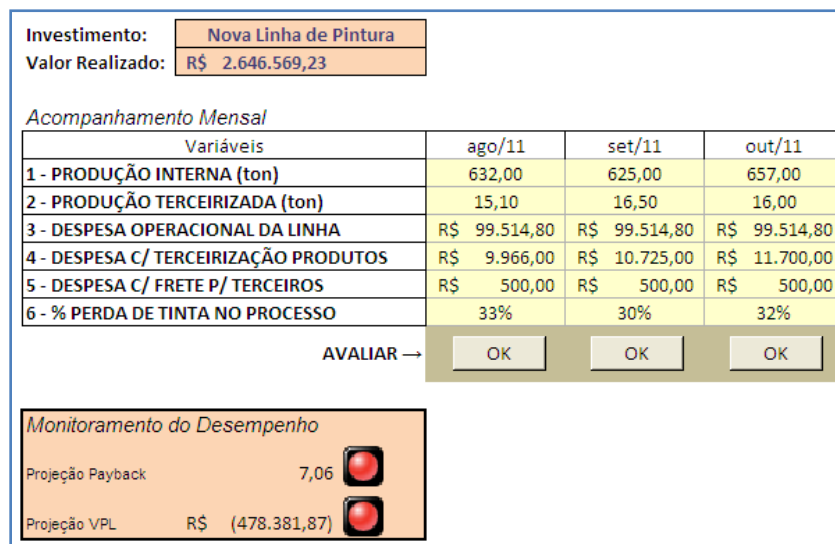 Investimento: Nova Linha de Pintura
Valor Realizado: R$ 2.646.569,23
Acompanhamento Mensal
Variáveis ago/11 set/11 out/11
1 - PRODUÇÃO INTERNA (ton) 632,00 625,00 657,00
2 - PRODUÇÃO TERCEIRIZADA (ton) 15,10 16,50 16,00
3 - DESPESA OPERACIONAL DA LINHA R$ 99.514,80 R$ 99.514,80 R$ 99.514,80
4 - DESPESA C/ TERCEIRIZAÇÃO PRODUTOS R$ 9.966,00 R$ 10.725,00 R$ 11.700,00
5 - DESPESA C/ FRETE P/ TERCEIROS R$ 500,00 R$ 500,00 R$ 500,00
6 - % PERDA DE TINTA NO PROCESSO 33% 30% 32%
AVALIAR → OK OK OK
Monitoramento do Desempenho
Projeção Payback 7,06
Projeção VPL R$ (478.381,87)